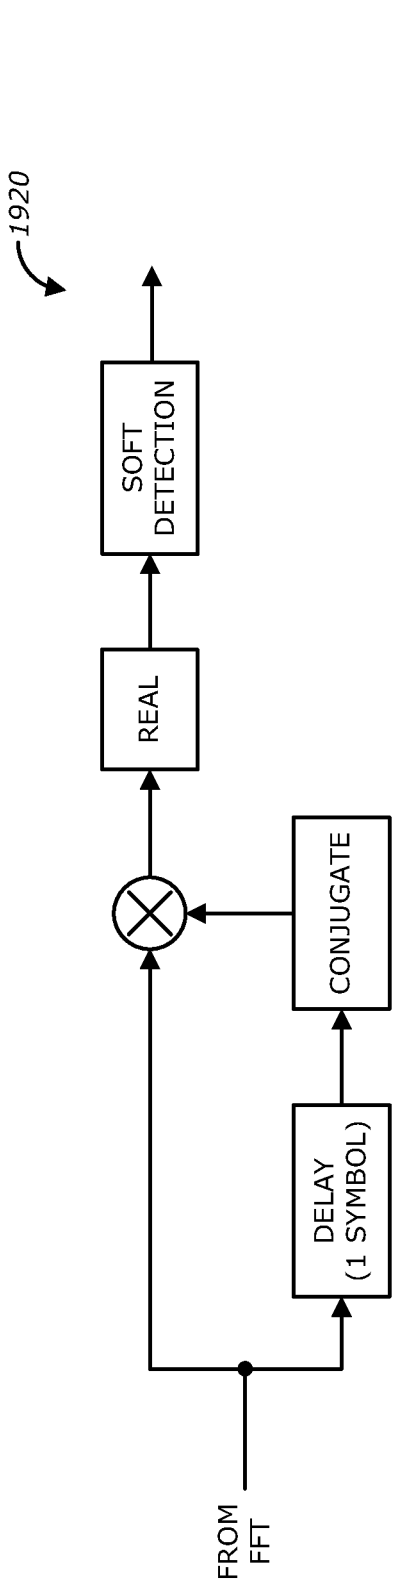 1920
FROM
FFT
DELAY
(1 SYMBOL)
CONJUGATE
REAL
SOFT
DETECTION